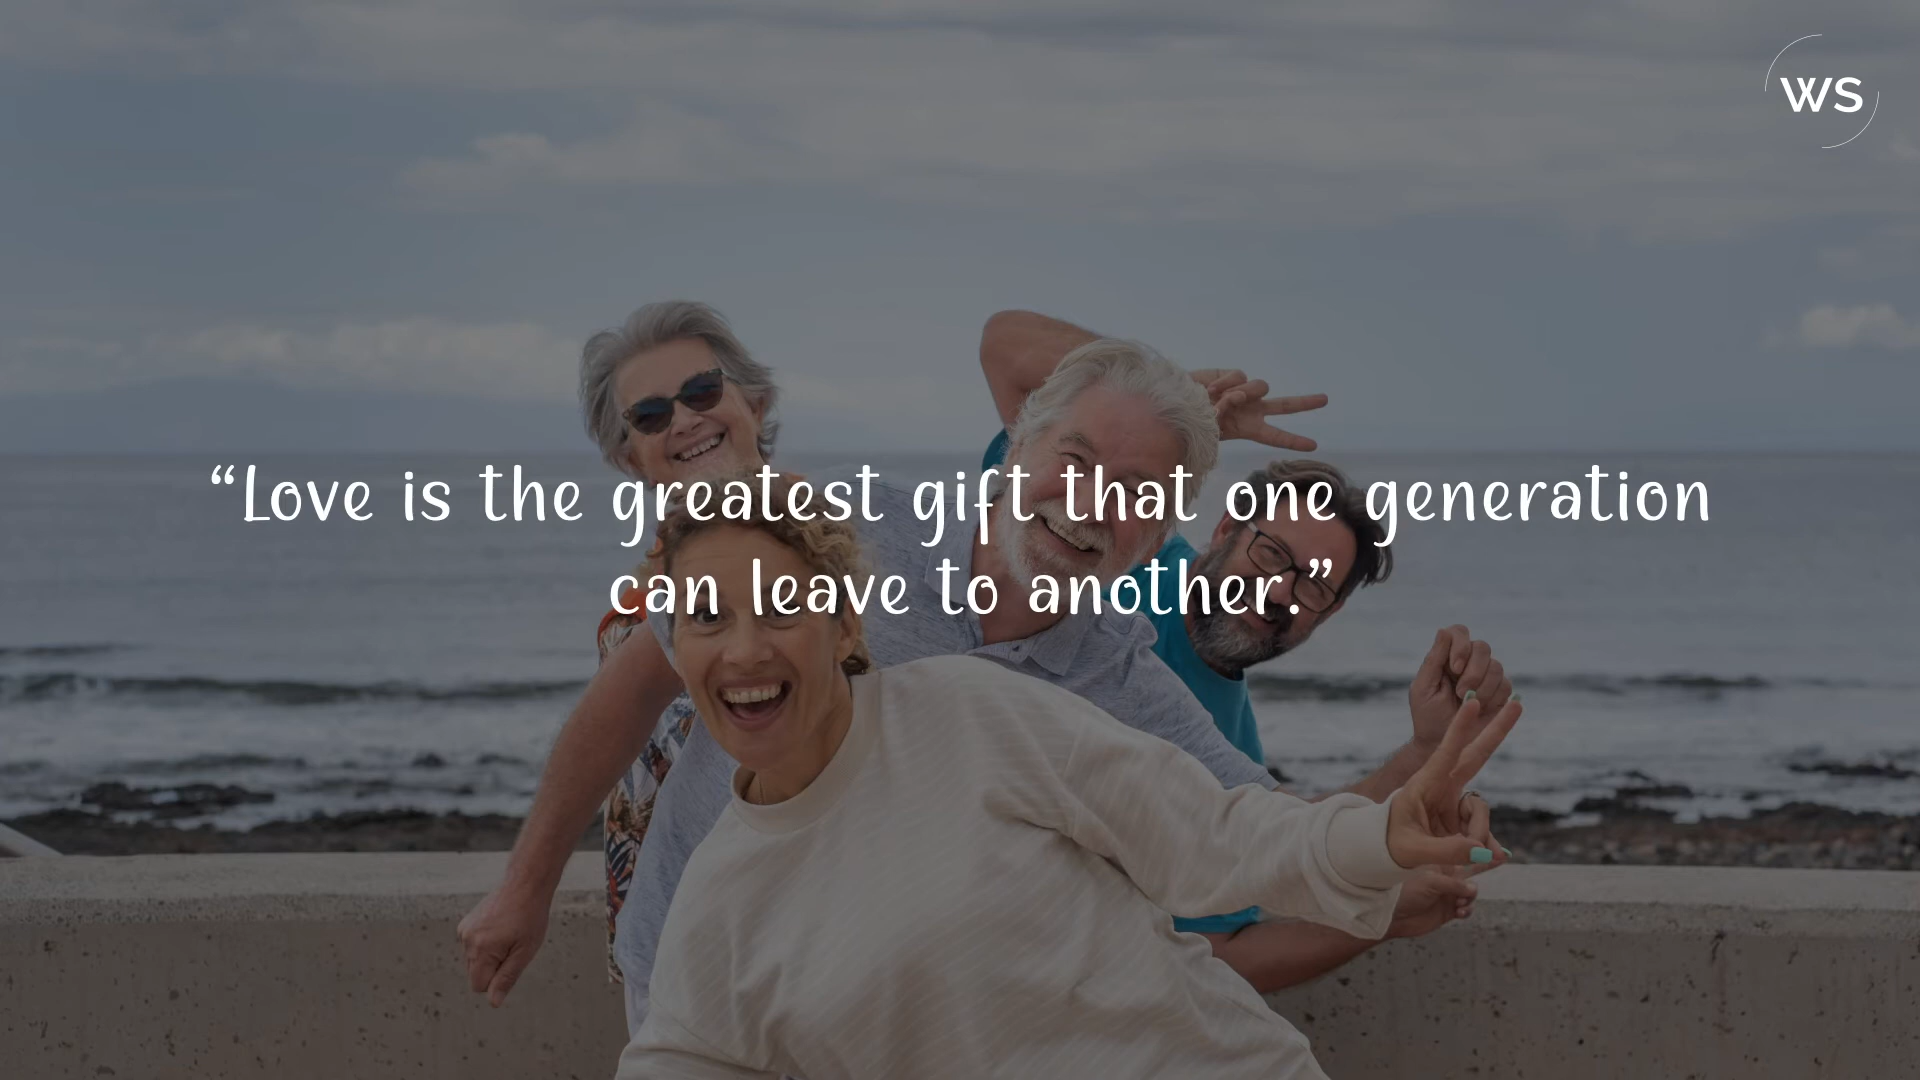 WS
“Love is the greatest gift that one generation
can leave to another.”